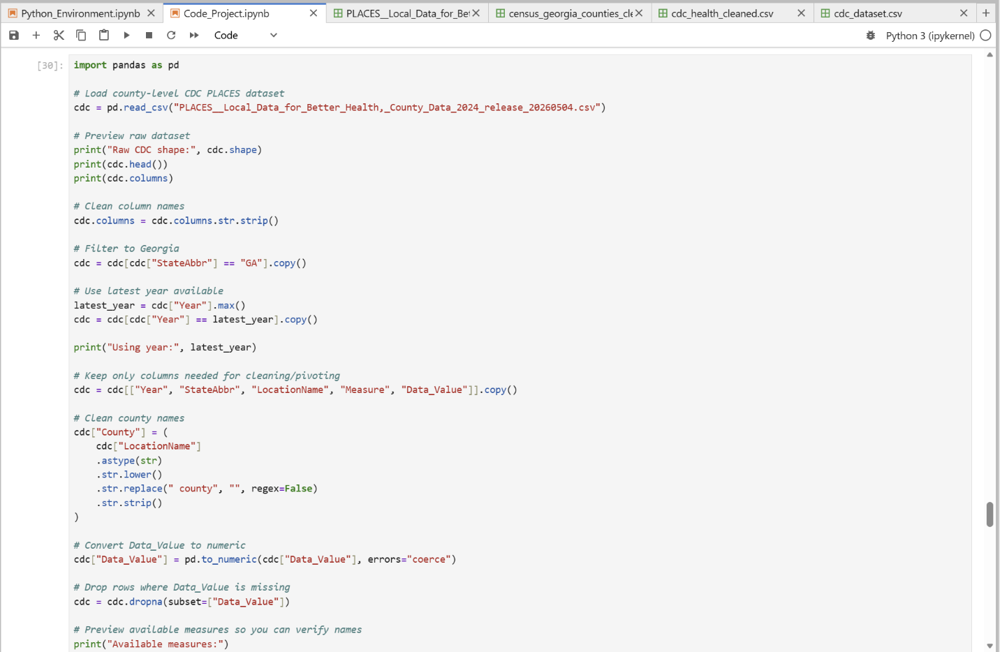 Python_Environment.ipynb
Code_Project.ipynb
PLACES__Local_Data_for_Be
census_georgia_counties_cle
cdc_health_cleaned.csv
cdc_dataset.csv
Code
Python 3 (ipykernel)
[30]:
import pandas as pd
# Load county-level CDC PLACES dataset
cdc = pd.read_csv("PLACES__Local_Data_for_Better_Health,_County_Data_2024_release_20260504.csv")
# Preview raw dataset
print("Raw CDC shape:", cdc.shape)
print(cdc.head())
print(cdc.columns)
# Clean column names
cdc.columns = cdc.columns.str.strip()
# Filter to Georgia
cdc = cdc[cdc["StateAbbr"] == "GA"].copy()
# Use latest year available
latest_year = cdc["Year"].max()
cdc = cdc[cdc["Year"] == latest_year].copy()
print("Using year:", latest_year)
# Keep only columns needed for cleaning/pivoting
cdc = cdc[["Year", "StateAbbr", "LocationName", "Measure", "Data_Value"]].copy()
# Clean county names
cdc["County"] = (
    cdc["LocationName"]
    .astype(str)
    .str.lower()
    .str.replace(" county", "", regex=False)
    .str.strip()
)
# Convert Data_Value to numeric
cdc["Data_Value"] = pd.to_numeric(cdc["Data_Value"], errors="coerce")
# Drop rows where Data_Value is missing
cdc = cdc.dropna(subset=["Data_Value"])
# Preview available measures so you can verify names
print("Available measures:")